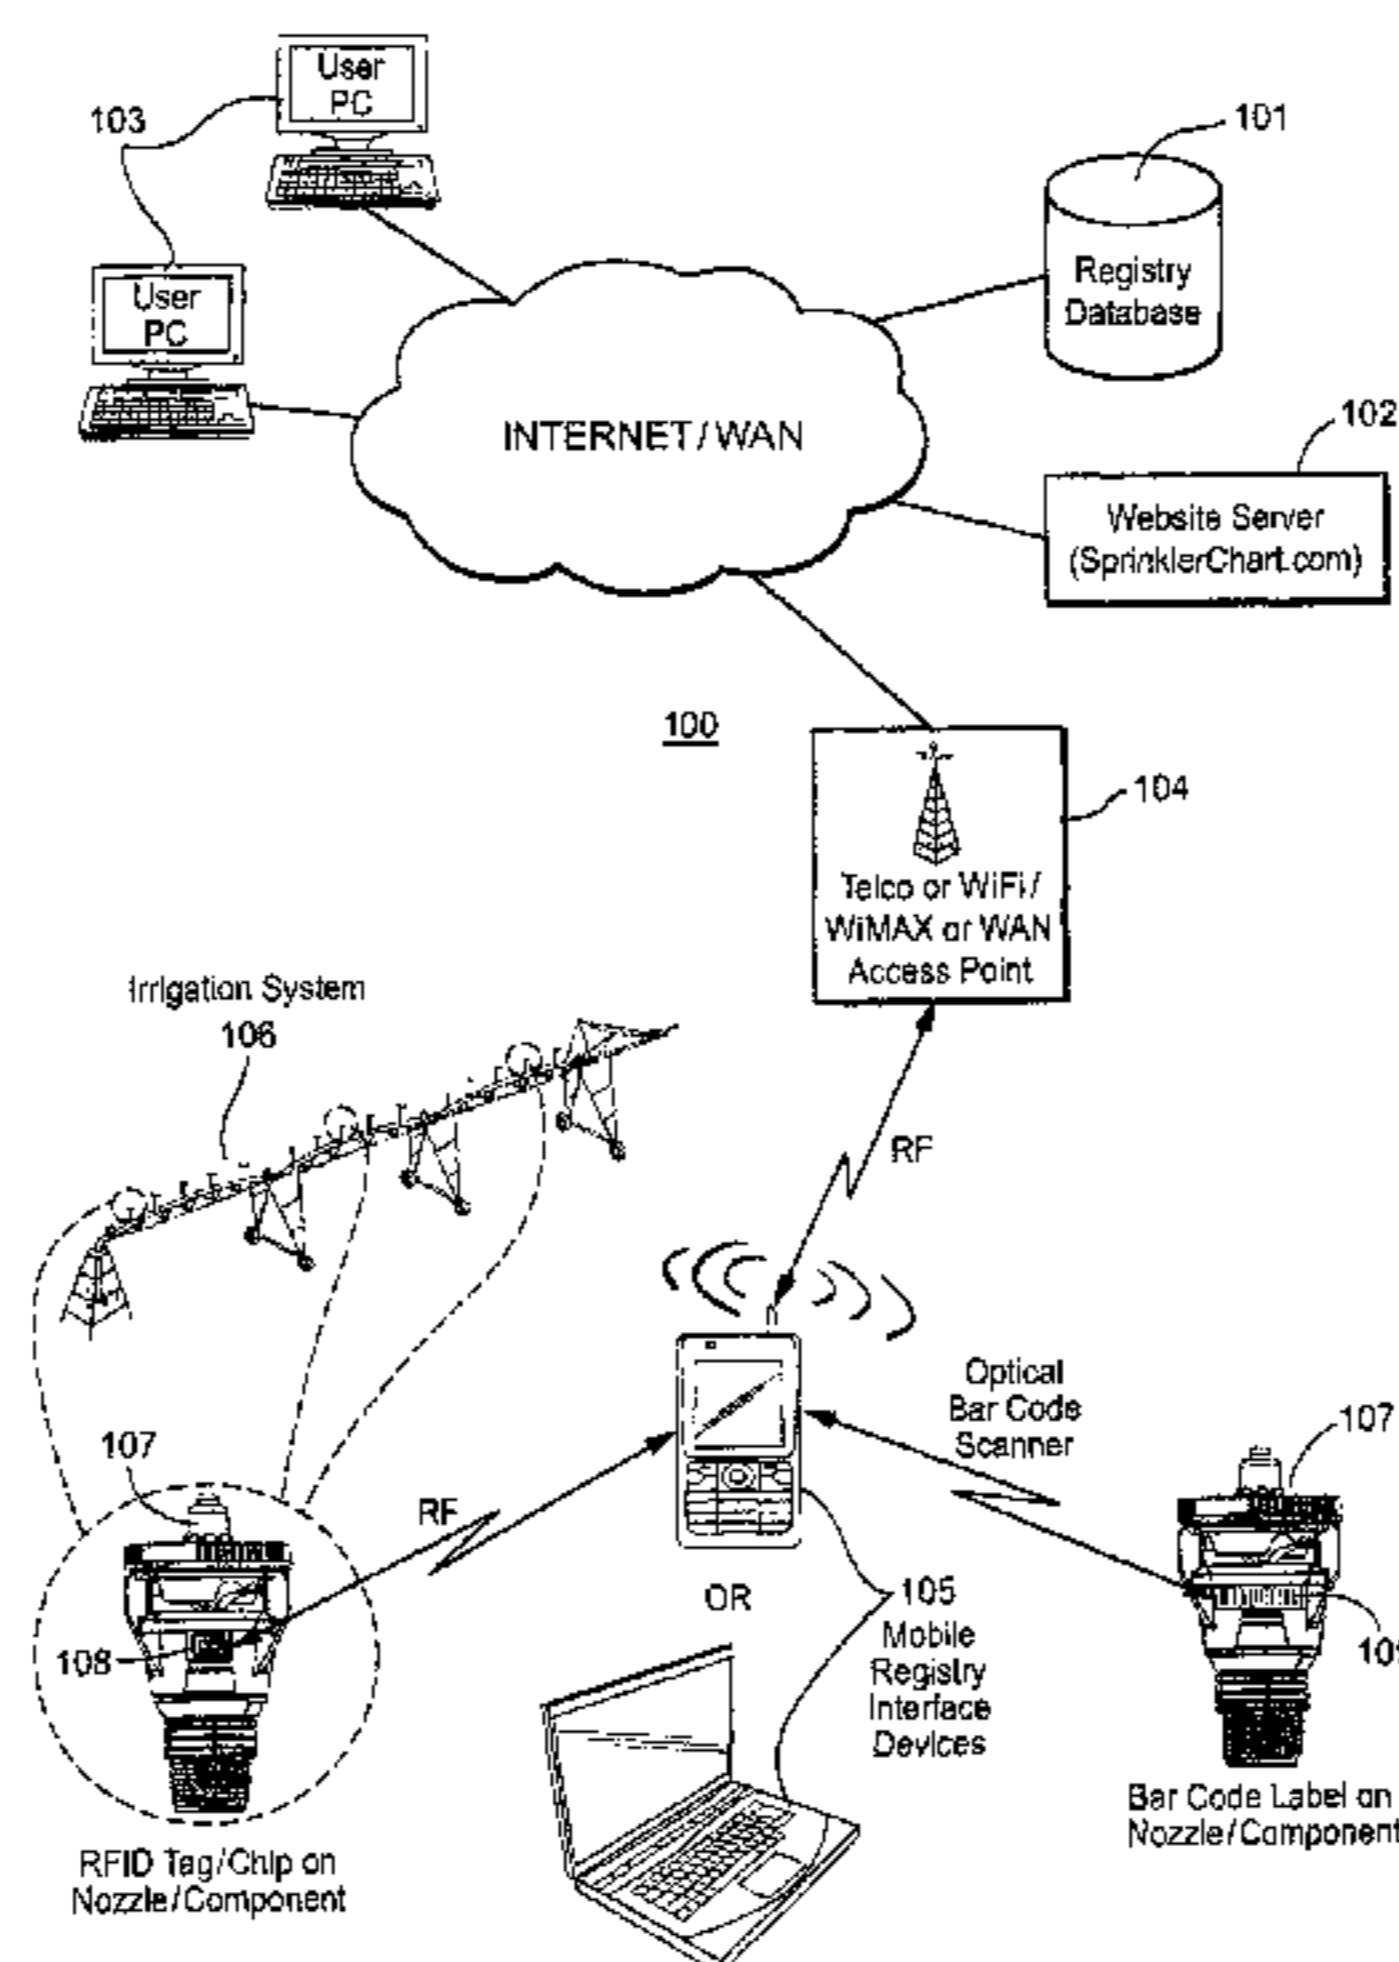 User
PC
103
101
User
PC
Registry
Database
INTERNET/WAN
102
Website Server
(SprinklerChart.com)
100
104
Telco or WiFi/
WiMAX or WAN
Access Point
Irrigation System
106
RF
Optical
Bar Code
Scanner
107
107
RF
OR
105
Mobile
Registry
Interface
Devices
108
Bar Code Label on
Nozzle/Component
RFID Tag/Chip on
Nozzle/Component